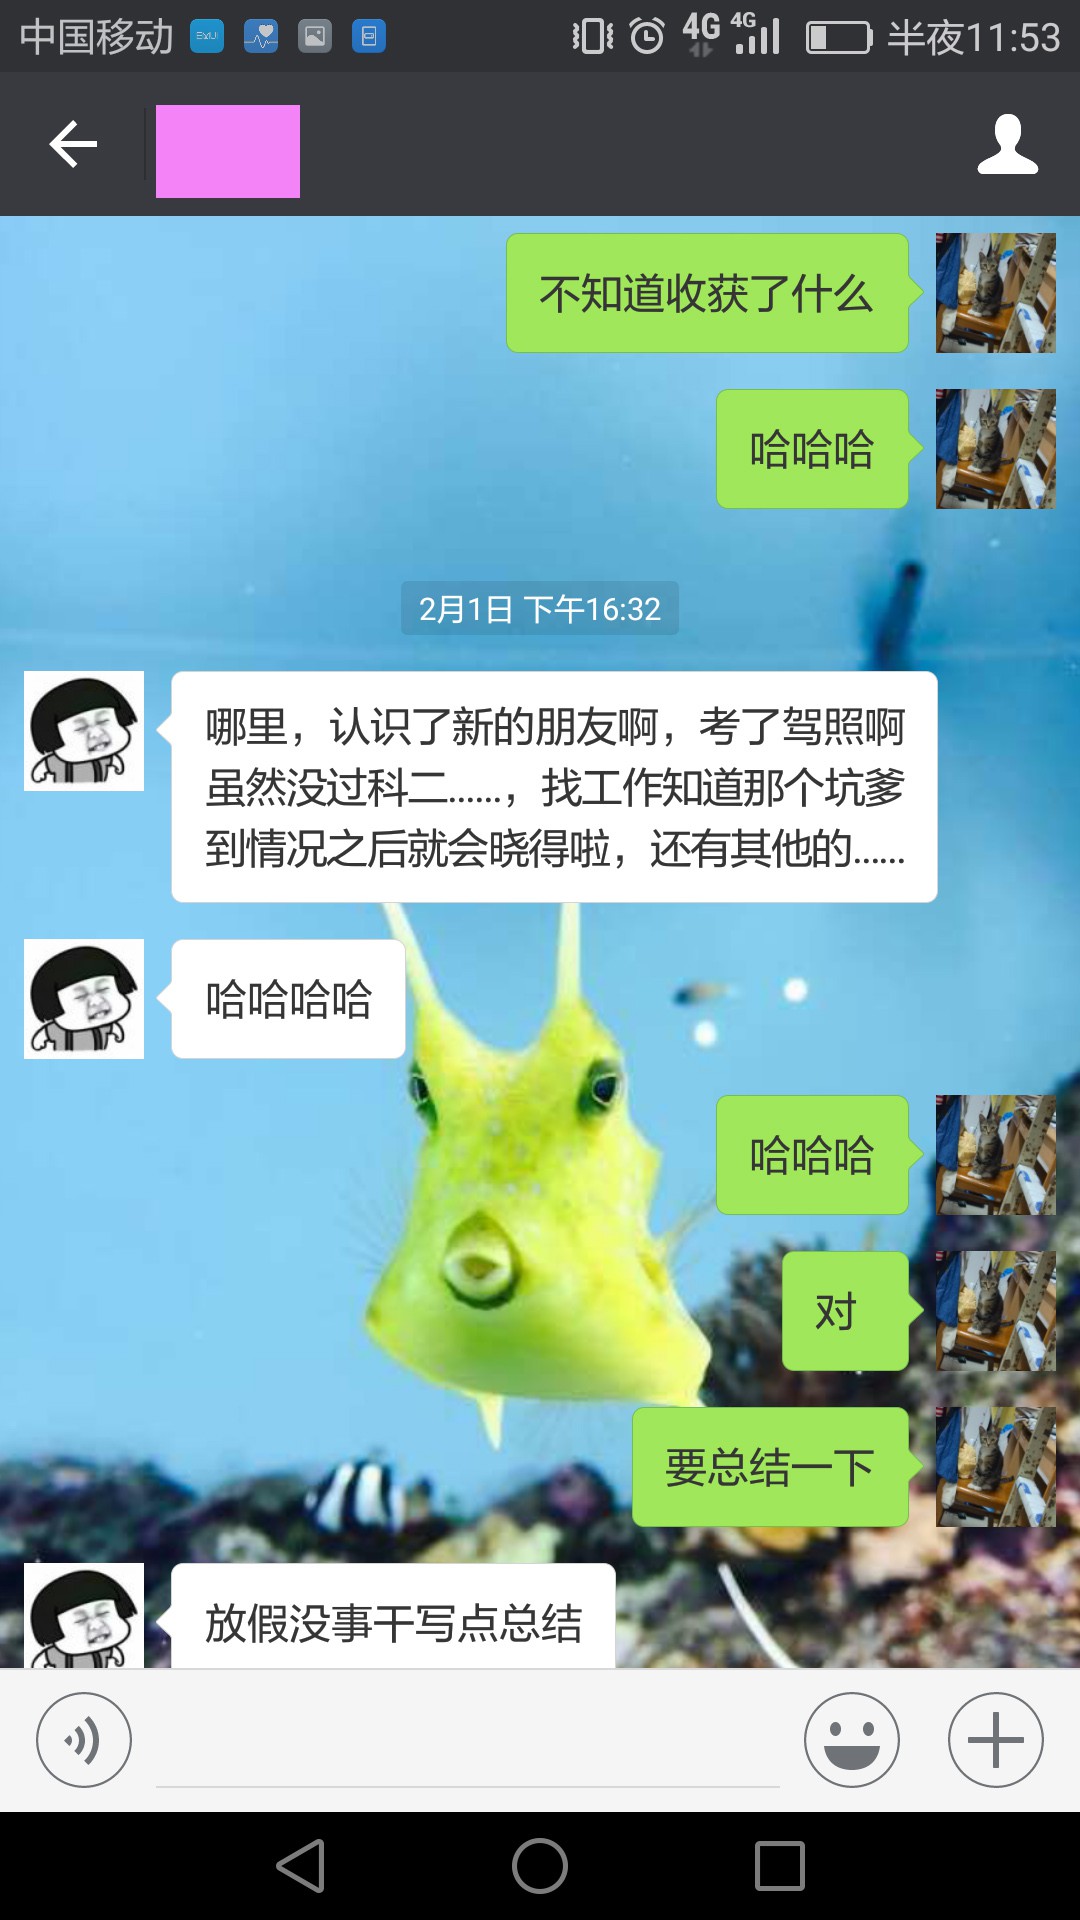 中国移动 EMUI 4G 4G 半夜11:53
不知道收获了什么
哈哈哈
2月1日 下午16:32
哪里，认识了新的朋友啊，考了驾照啊
虽然没过科二......，找工作知道那个坑爹
到情况之后就会晓得啦，还有其他的......
哈哈哈哈
哈哈哈
对
要总结一下
放假没事干写点总结